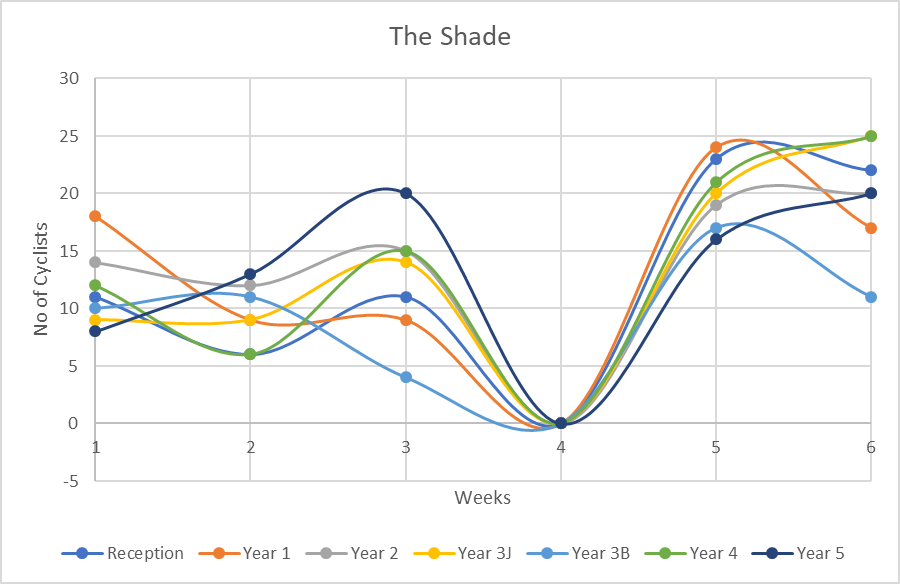 The Shade
30
25
20
15
10
5
0
-5
No of Cyclists
1 2 3 4 5 6
Weeks
Reception Year 1 Year 2 Year 3J Year 3B Year 4 Year 5